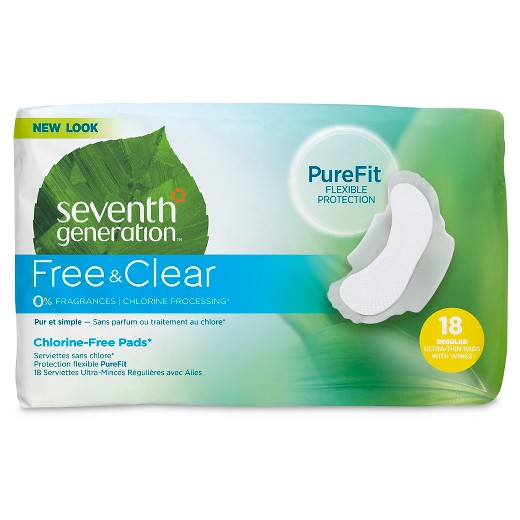 NEW LOOK
seventh
generation™
Free & Clear
0% FRAGRANCES | CHLORINE PROCESSING*
Pur et simple — Sans parfum ou traitement au chlore*
Chlorine-Free Pads*
Serviettes sans chlore*
Protection flexible PureFit
18 Serviettes Ultra-Minces Régulières avec Ailes
PureFit
FLEXIBLE
PROTECTION
18
REGULAR
ULTRA-THIN PADS
WITH WINGS